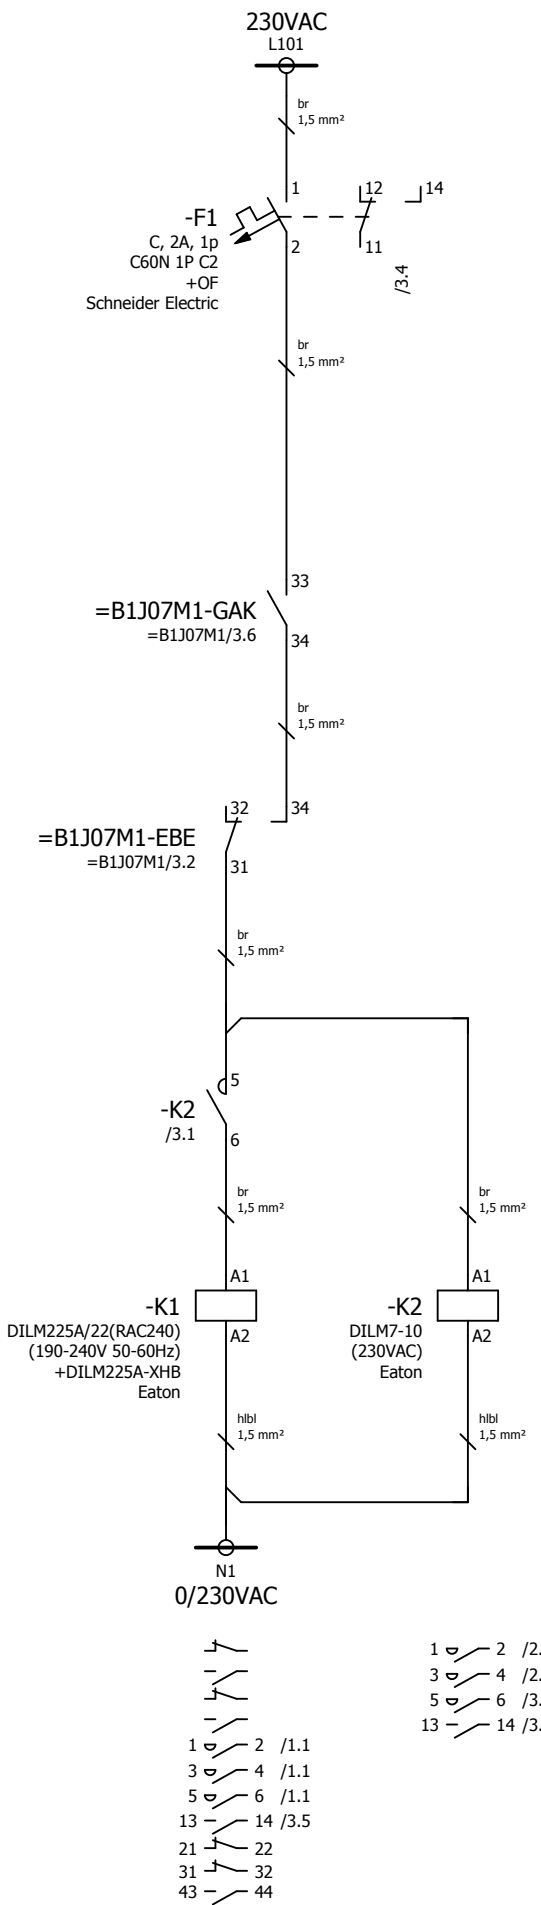 230VAC
L101
br
1,5 mm²
1
12
14
-F1
C, 2A, 1p
C60N 1P C2
+OF
Schneider Electric
2
11
/3.4
br
1,5 mm²
33
=B1J07M1-GAK
=B1J07M1/3.6
34
br
1,5 mm²
32
34
=B1J07M1-EBE
=B1J07M1/3.2
31
br
1,5 mm²
5
-K2
/3.1
6
br
1,5 mm²
br
1,5 mm²
A1
A1
-K1
DILM225A/22(RAC240)
(190-240V 50-60Hz)
+DILM225A-XHB
Eaton
A2
-K2
DILM7-10
(230VAC)
Eaton
A2
hlbl
1,5 mm²
hlbl
1,5 mm²
N1
0/230VAC
1 2 /2.
3 4 /2.
5 6 /3.
13 14 /3.
1 2 /1.1
3 4 /1.1
5 6 /1.1
13 14 /3.5
21 22
31 32
43 44